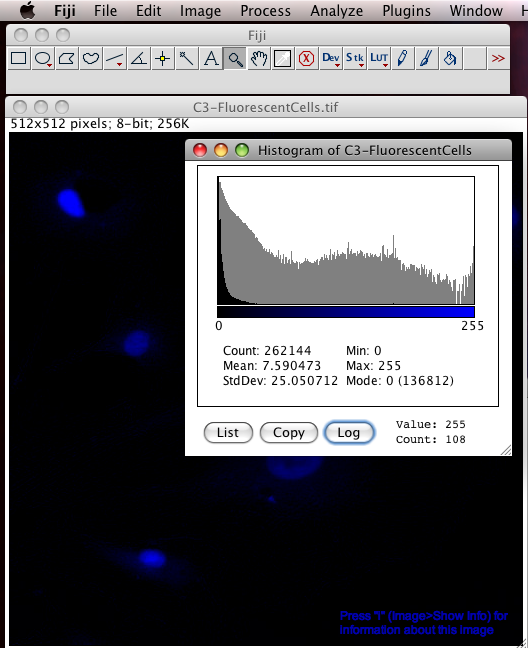 Fiji File Edit Image Process Analyze Plugins Window H
Fiji
A Dev Stk LUT >>
C3-FluorescentCells.tif
512x512 pixels; 8-bit; 256K
Histogram of C3-FluorescentCells
0 255
Count: 262144 Min: 0
Mean: 7.590473 Max: 255
StdDev: 25.050712 Mode: 0 (136812)
List Copy Log
Value: 255
Count: 108
Press "i" (Image>Show Info) for
information about this image